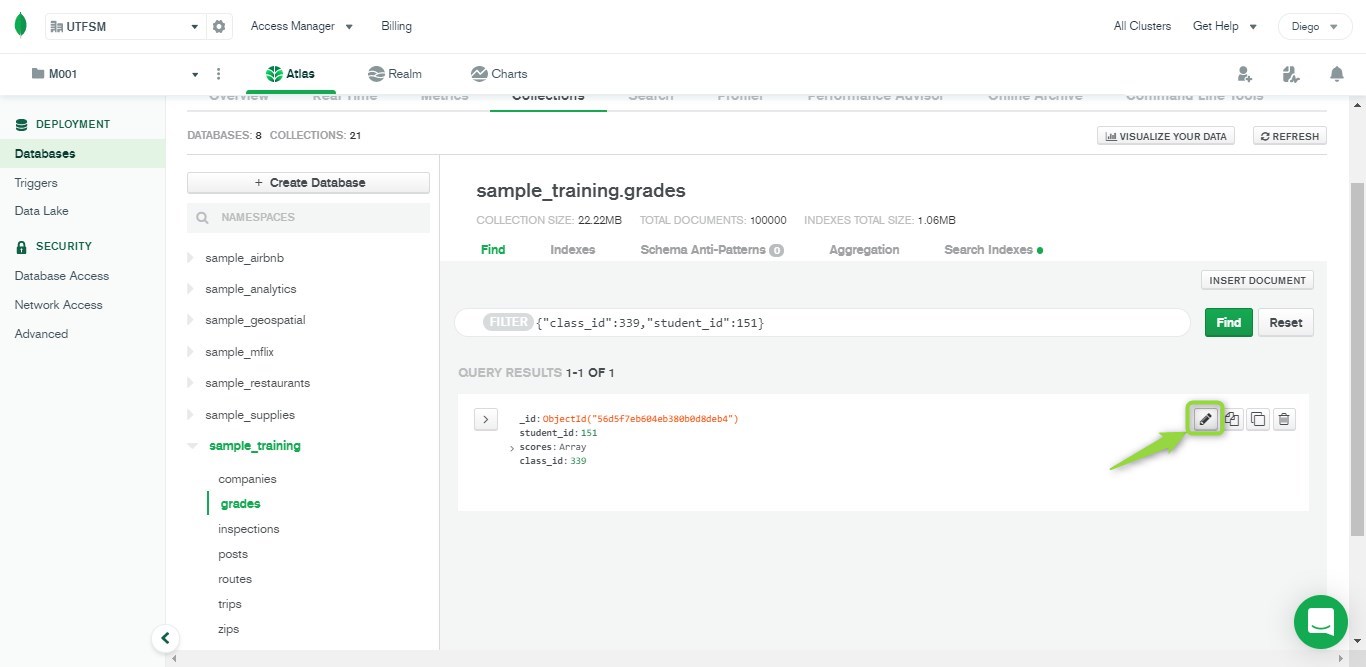 UTFSM
Access Manager
Billing
All Clusters
Get Help
Diego
M001
Atlas
Realm
Charts
Overview
Real Time
Metrics
Collections
Search
Profiler
Performance Advisor
Online Archive
Command Line Tools
DEPLOYMENT
Databases
Triggers
Data Lake
SECURITY
Database Access
Network Access
Advanced
DATABASES: 8 COLLECTIONS: 21
VISUALIZE YOUR DATA
REFRESH
+ Create Database
NAMESPACES
sample_airbnb
sample_analytics
sample_geospatial
sample_mflix
sample_restaurants
sample_supplies
sample_training
companies
grades
inspections
posts
routes
trips
zips
sample_training.grades
COLLECTION SIZE: 22.22MB TOTAL DOCUMENTS: 100000 INDEXES TOTAL SIZE: 1.06MB
Find
Indexes
Schema Anti-Patterns 0
Aggregation
Search Indexes
INSERT DOCUMENT
FILTER {"class_id":339,"student_id":151}
Find
Reset
QUERY RESULTS 1-1 OF 1
_id: ObjectId("56d5f7eb604eb380b0d8deb4")
student_id: 151
scores: Array
class_id: 339